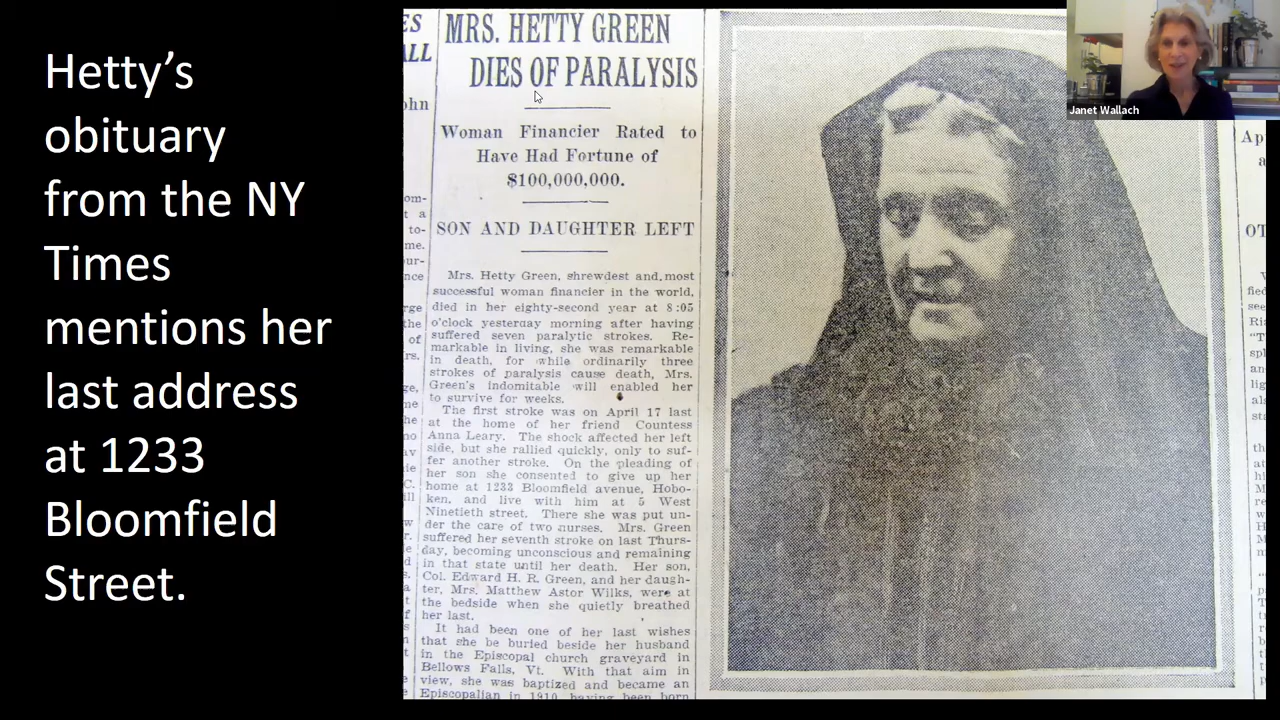 Hetty’s
obituary
from the NY
Times
mentions her
last address
at 1233
Bloomfield
Street.
MRS. HETTY GREEN
DIES OF PARALYSIS
Woman Financier Rated to
Have Had Fortune of
$100,000,000.
SON AND DAUGHTER LEFT
Mrs. Hetty Green, shrewdest and most
successful woman financier in the world,
died in her eighty-second year at 8:05
o'clock yesterday morning after having
suffered seven paralytic strokes. Re-
markable in living, she was remarkable
in death, for while ordinarily three
strokes of paralysis cause death, Mrs.
Green's indomitable will enabled her
to survive for weeks.
The first stroke was on April 17 last
at the home of her friend Countess
Anna Leary. The shock affected her left
side, but she rallied quickly, only to suf-
fer another stroke. On the pleading of
her son she consented to give up her
home at 1233 Bloomfield avenue, Hobo-
ken, and live with him at 5 West
Ninetieth street. There she was put un-
der the care of two nurses. Mrs. Green
suffered her seventh stroke on last Thurs-
day, becoming unconscious and remaining
in that state until her death. Her son,
Col. Edward H. R. Green, and her daugh-
ter, Mrs. Matthew Astor Wilks, were at
the bedside when she quietly breathed
her last.
It had been one of her last wishes
that she be buried beside her husband
in the Episcopal church graveyard in
Bellows Falls, Vt. With that aim in
view, she was baptized and became an
Episcopalian in 1910, having been born
Janet Wallach